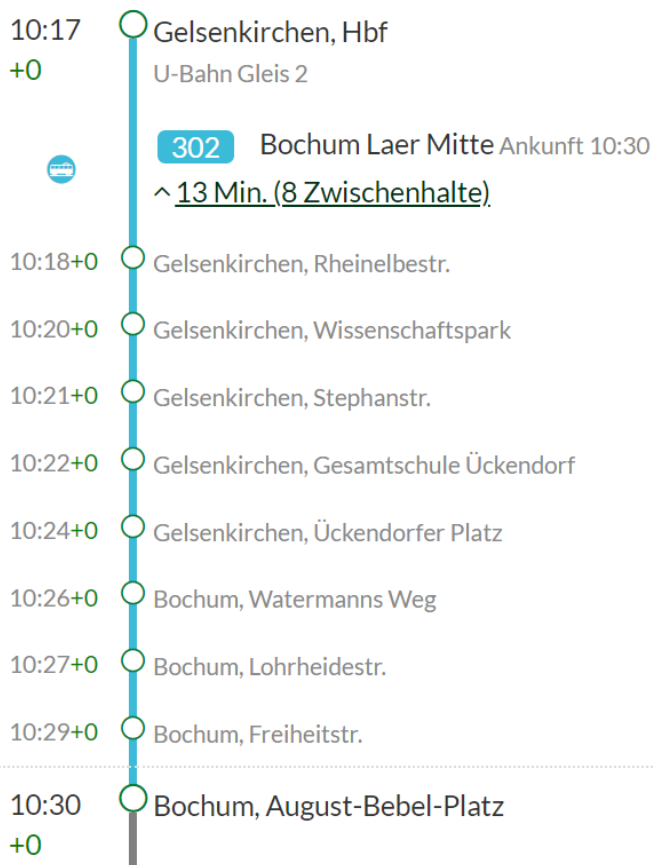 10:17 Gelsenkirchen, Hbf
+0 U-Bahn Gleis 2
302 Bochum Laer Mitte Ankunft 10:30
13 Min. (8 Zwischenhalte)
10:18+0 Gelsenkirchen, Rheinelbestr.
10:20+0 Gelsenkirchen, Wissenschaftspark
10:21+0 Gelsenkirchen, Stephanstr.
10:22+0 Gelsenkirchen, Gesamtschule Ückendorf
10:24+0 Gelsenkirchen, Ückendorfer Platz
10:26+0 Bochum, Watermanns Weg
10:27+0 Bochum, Lohrheidestr.
10:29+0 Bochum, Freiheitstr.
10:30 Bochum, August-Bebel-Platz
+0